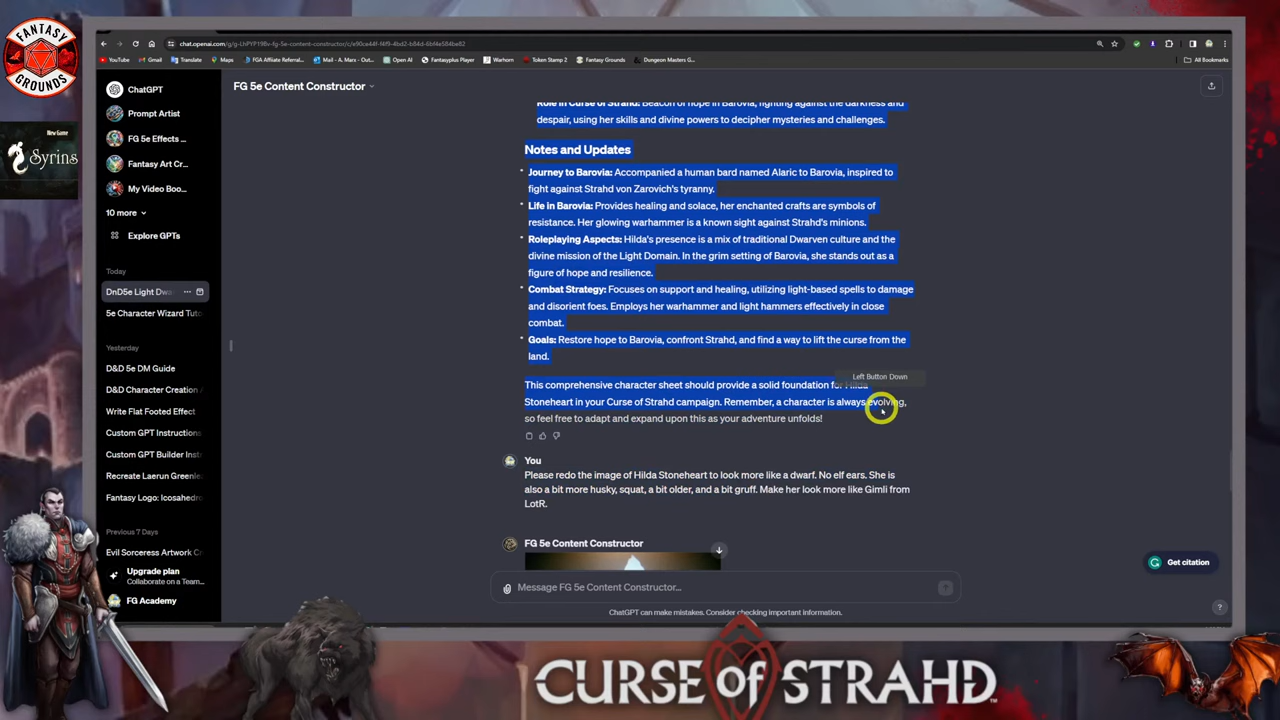 FANTASY
GROUNDS
New Game
Syrins
chat.openai.com/g/g-LhPYP19Bv-fg-5e-content-constructor/c/e90ca44f-f4d5-4bd2-b84d-6bf4e584be82
YouTube
Gmail
Translate
Maps
FGA Affiliate Referral...
Mail - A. Mars - Out...
Open AI
Fantasyplus Player
Warhorn
Token Stamp 2
Fantasy Grounds
Dungeon Masters G...
All Bookmarks
ChatGPT
Prompt Artist
FG 5e Effects ...
Fantasy Art Cr...
My Video Boo...
10 more
Explore GPTs
Today
DnD5e Light Dwa
5e Character Wizard Tuto
Yesterday
D&D 5e DM Guide
D&D Character Creation
Write Flat Footed Effect
Custom GPT Instructions
Custom GPT Builder Inst
Recreate Laerun Greenle
Fantasy Logo: Icosahedro
Previous 7 Days
Evil Sorceress Artwork C
Upgrade plan
Collaborate on a Team...
FG Academy
FG 5e Content Constructor
Role in Curse of Strahd: Beacon of hope in Barovia, fighting against the darkness and
despair, using her skills and divine powers to decipher mysteries and challenges.
Notes and Updates
Journey to Barovia: Accompanied a human bard named Alaric to Barovia, inspired to
fight against Strahd von Zarovich's tyranny.
Life in Barovia: Provides healing and solace, her enchanted crafts are symbols of
resistance. Her glowing warhammer is a known sight against Strahd's minions.
Roleplaying Aspects: Hilda's presence is a mix of traditional Dwarven culture and the
divine mission of the Light Domain. In the grim setting of Barovia, she stands out as a
figure of hope and resilience.
Combat Strategy: Focuses on support and healing, utilizing light-based spells to damage
and disorient foes. Employs her warhammer and light hammers effectively in close
combat.
Goals: Restore hope to Barovia, confront Strahd, and find a way to lift the curse from the
land.
Left Button Down
This comprehensive character sheet should provide a solid foundation for Hilda
Stoneheart in your Curse of Strahd campaign. Remember, a character is always evolving,
so feel free to adapt and expand upon this as your adventure unfolds!
You
Please redo the image of Hilda Stoneheart to look more like a dwarf. No elf ears. She is
also a bit more husky, squat, a bit older, and a bit gruff. Make her look more like Gimli from
LotR.
FG 5e Content Constructor
Get citation
Message FG 5e Content Constructor...
ChatGPT can make mistakes. Consider checking important information.
?
CURSE OF STRAHD